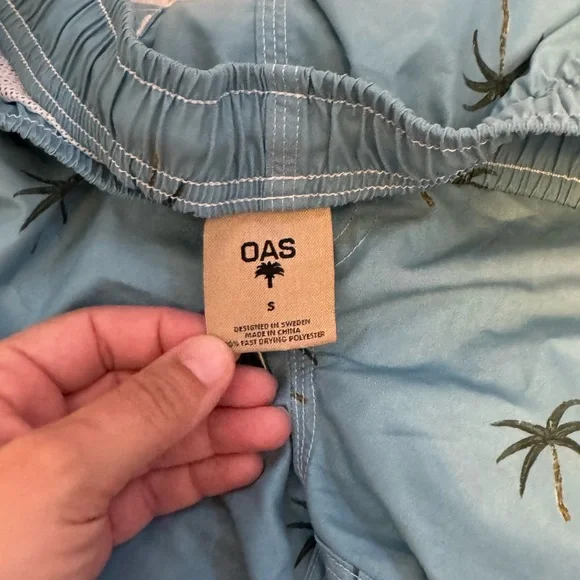 OAS
S
DESIGNED IN SWEDEN
MADE IN CHINA
FAST DRYING POLYESTER